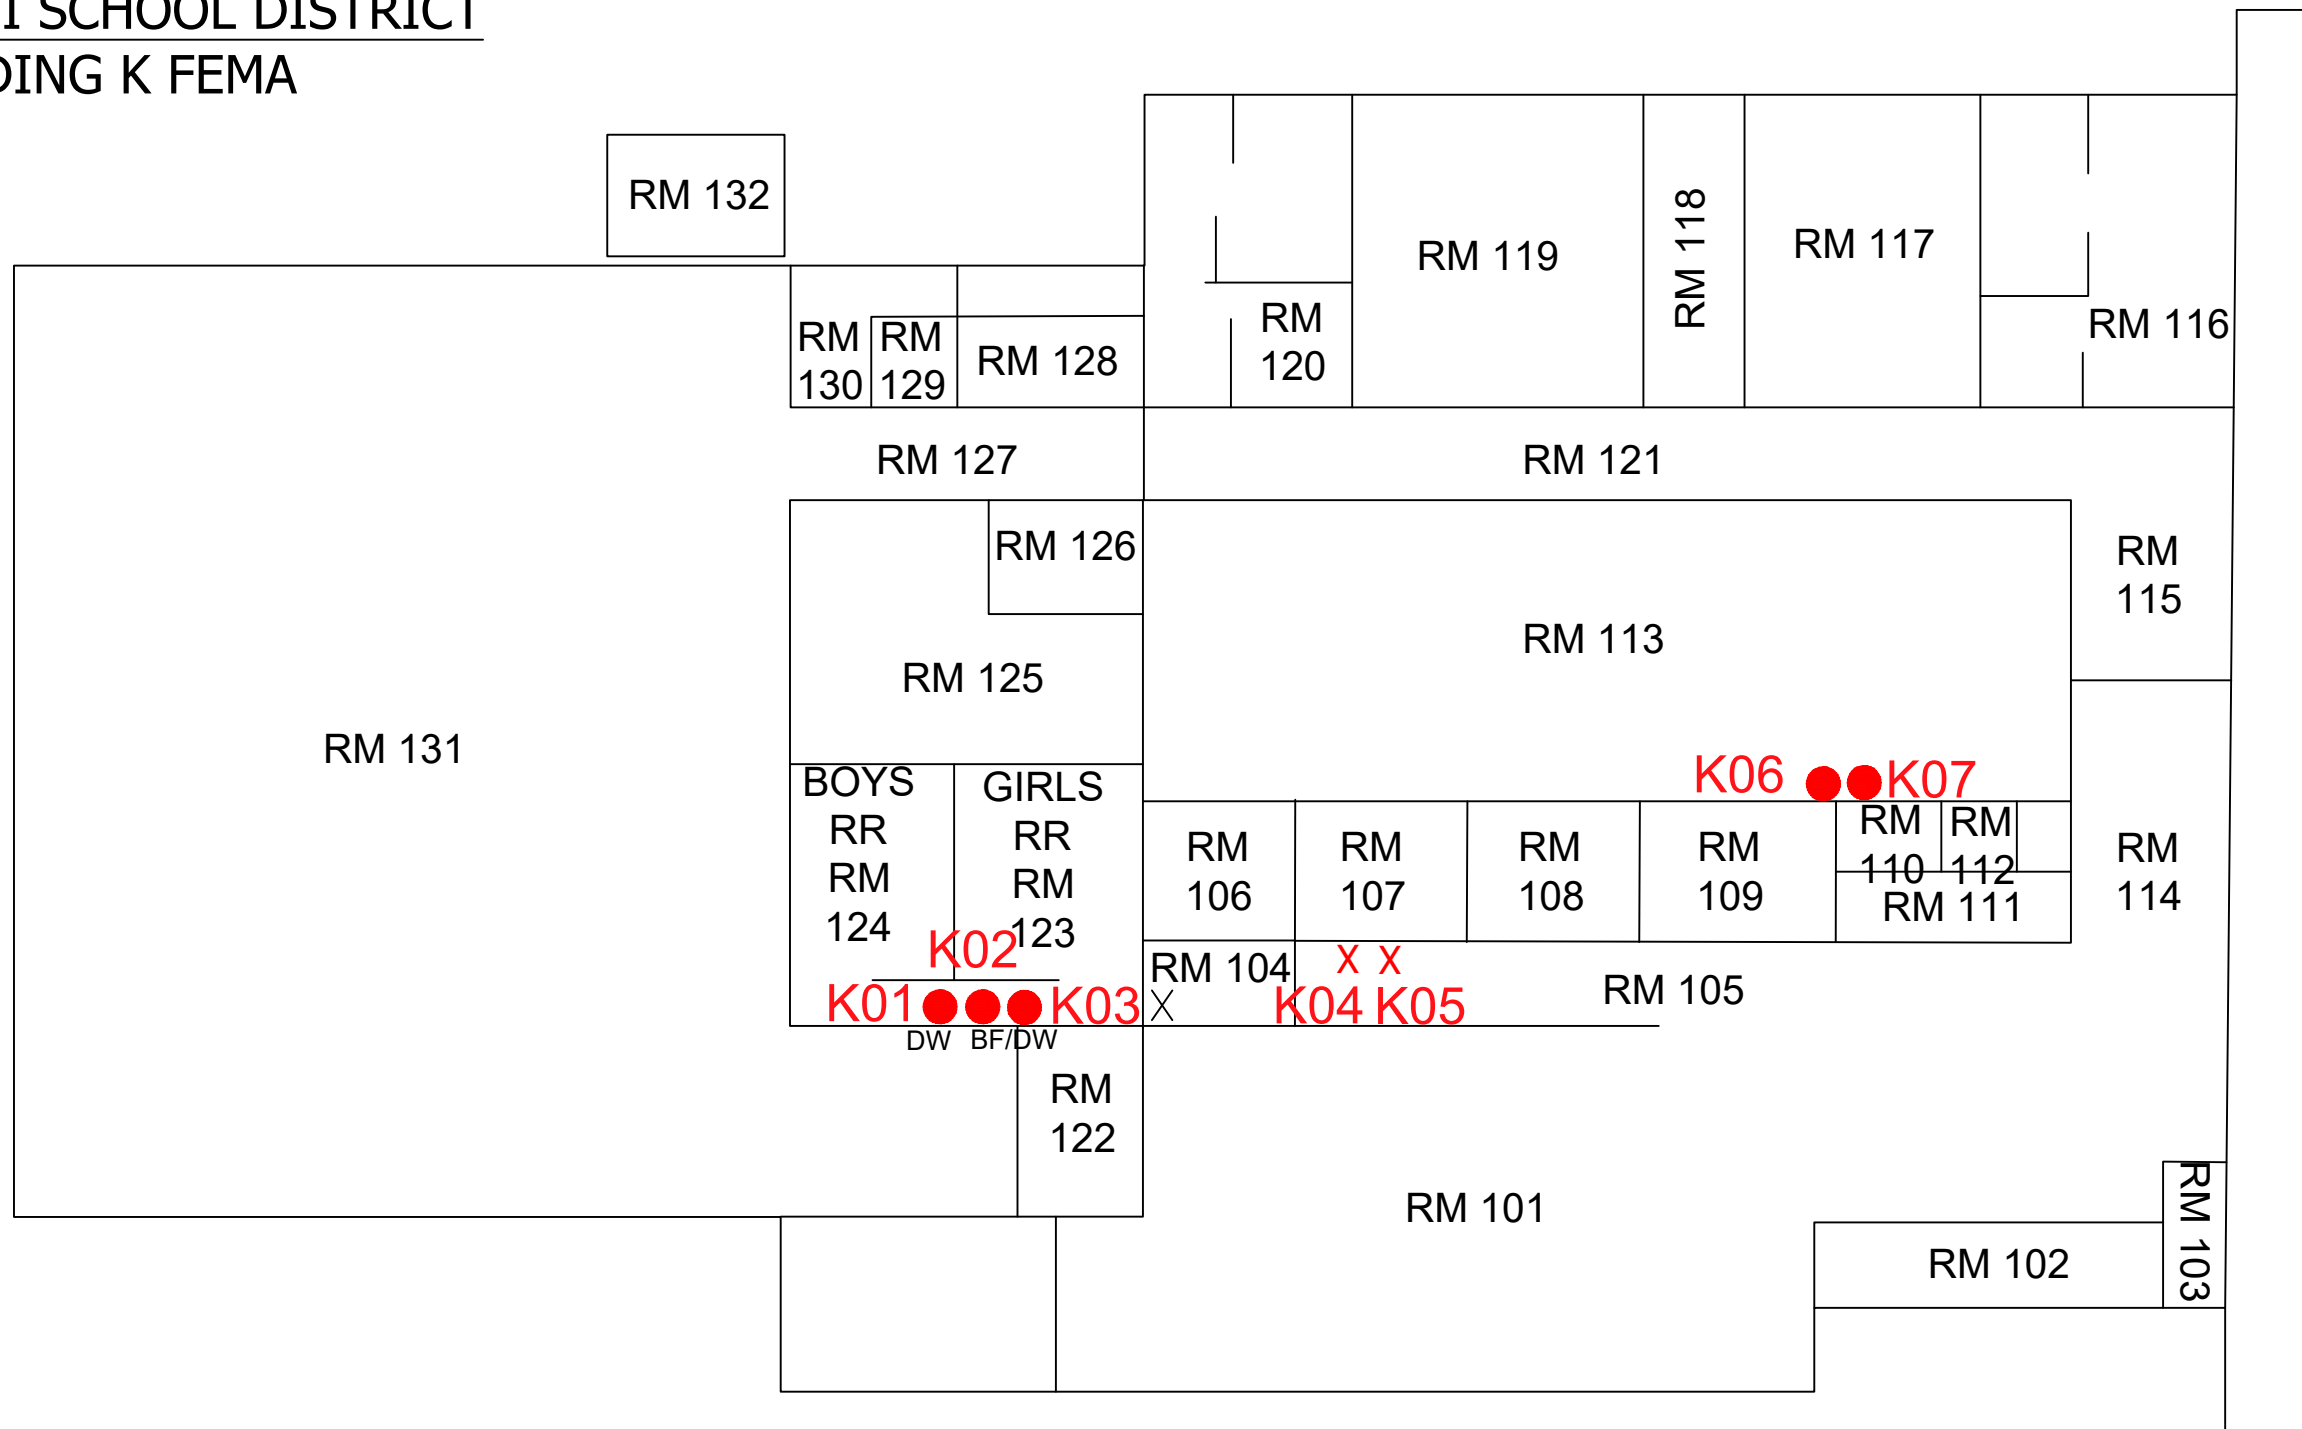 SCHOOL DISTRICT
K FEMA
RM 132
RM 119
RM 118
RM 117
RM 116
RM
120
RM
130
RM
129
RM 128
RM 127
RM 121
RM 126
RM
115
RM 125
RM 113
RM 131
K06
K07
BOYS
RR
RM
124
GIRLS
RR
RM
123
RM
106
RM
107
RM
108
RM
109
RM
110
RM
112
RM 111
RM
114
K02
K01
K03
RM 104
X
X X
K04 K05
RM 105
DW BF/DW
RM
122
RM 101
RM 102
RM 103